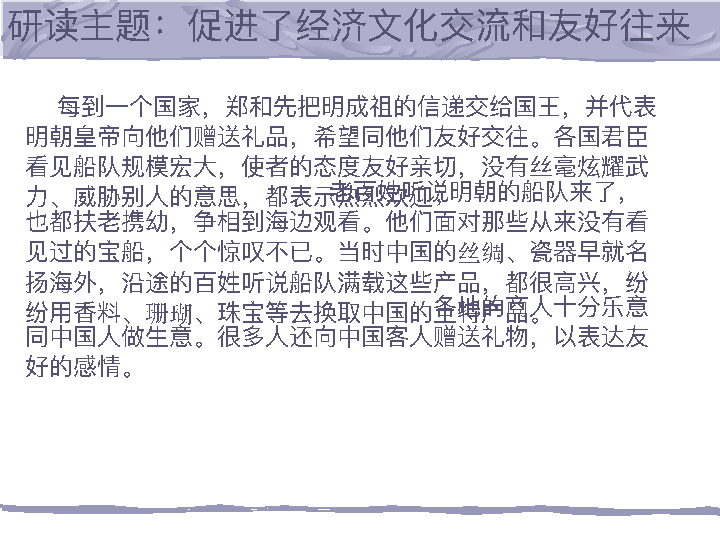 研读主题：促进了经济文化交流和友好往来
每到一个国家，郑和先把明成祖的信递交给国王，并代表
明朝皇帝向他们赠送礼品，希望同他们友好交往。各国君臣
看见船队规模宏大，使者的态度友好亲切，没有丝毫炫耀武
力、威胁别人的意思，都表示热烈欢迎。
老百姓听说明朝的船队来了，
也都扶老携幼，争相到海边观看。他们面对那些从来没有看
见过的宝船，个个惊叹不已。当时中国的丝绸、瓷器早就名
扬海外，沿途的百姓听说船队满载这些产品，都很高兴，纷
纷用香料、珊瑚、珠宝等去换取中国的土特产品。
各地的商人十分乐意
同中国人做生意。很多人还向中国客人赠送礼物，以表达友
好的感情。